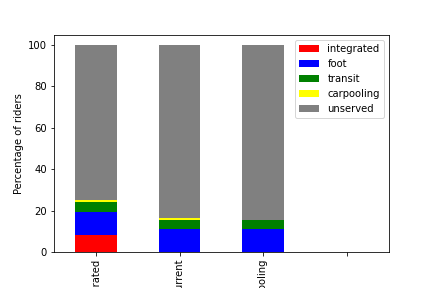 100
80
60
40
20
0
Percentage of riders
integrated
foot
transit
carpooling
unserved
rated
urrent
ooling